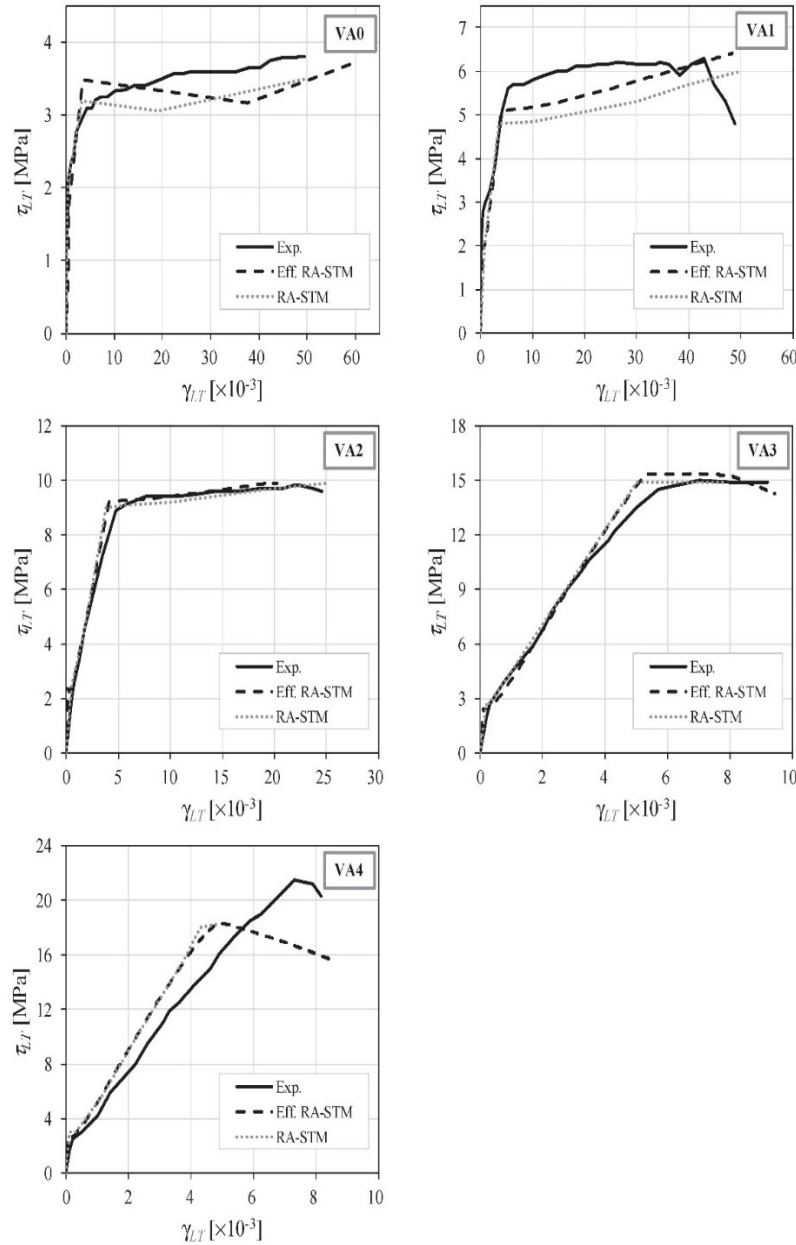 VA0
τLT [MPa]
5
4
3
2
1
0
Exp.
Eff. RA-STM
RA-STM
0 10 20 30 40 50 60
γLT [×10-3]
VA1
τLT [MPa]
7
6
5
4
3
2
1
0
Exp.
Eff. RA-STM
RA-STM
0 10 20 30 40 50 60
γLT [×10-3]
VA2
τLT [MPa]
12
10
8
6
4
2
0
Exp.
Eff. RA-STM
RA-STM
0 5 10 15 20 25 30
γLT [×10-3]
VA3
τLT [MPa]
18
15
12
9
6
3
0
Exp.
Eff. RA-STM
RA-STM
0 2 4 6 8 10
γLT [×10-3]
VA4
τLT [MPa]
24
20
16
12
8
4
0
Exp.
Eff. RA-STM
RA-STM
0 2 4 6 8 10
γLT [×10-3]